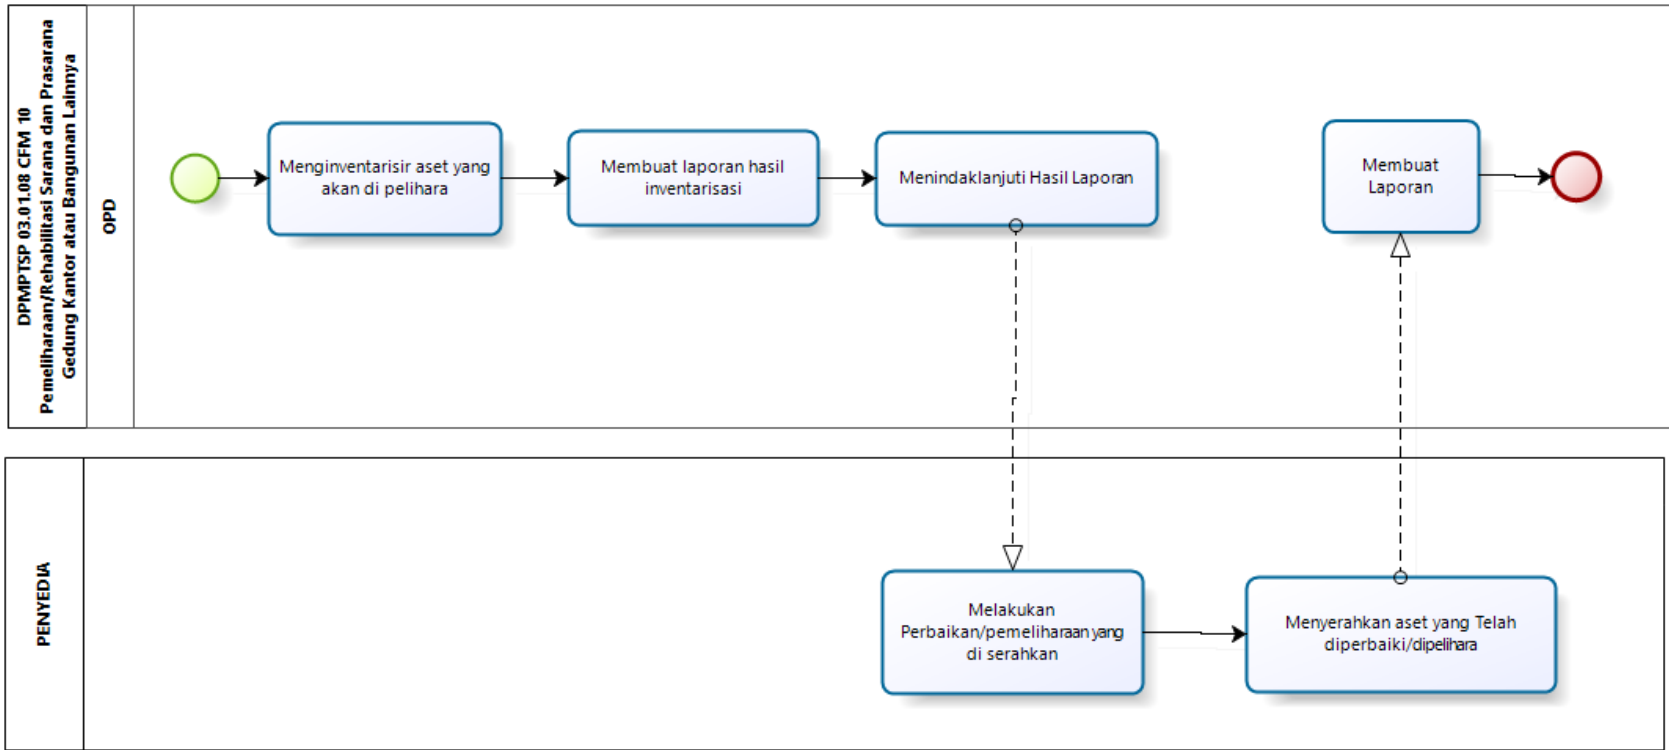 DPMPTSP 03.01.08 CFM 10
Pemeliharaan/Rehabilitasi Sarana dan Prasarana
Gedung Kantor atau Bangunan Lainnya
OPD
Menginventarisir aset yang
akan di pelihara
Membuat laporan hasil
inventarisasi
Menindaklanjuti Hasil Laporan
Membuat
Laporan
PENYEDIA
Melakukan
Perbaikan/pemeliharaan yang
di serahkan
Menyerahkan aset yang Telah
diperbaiki/dipelihara